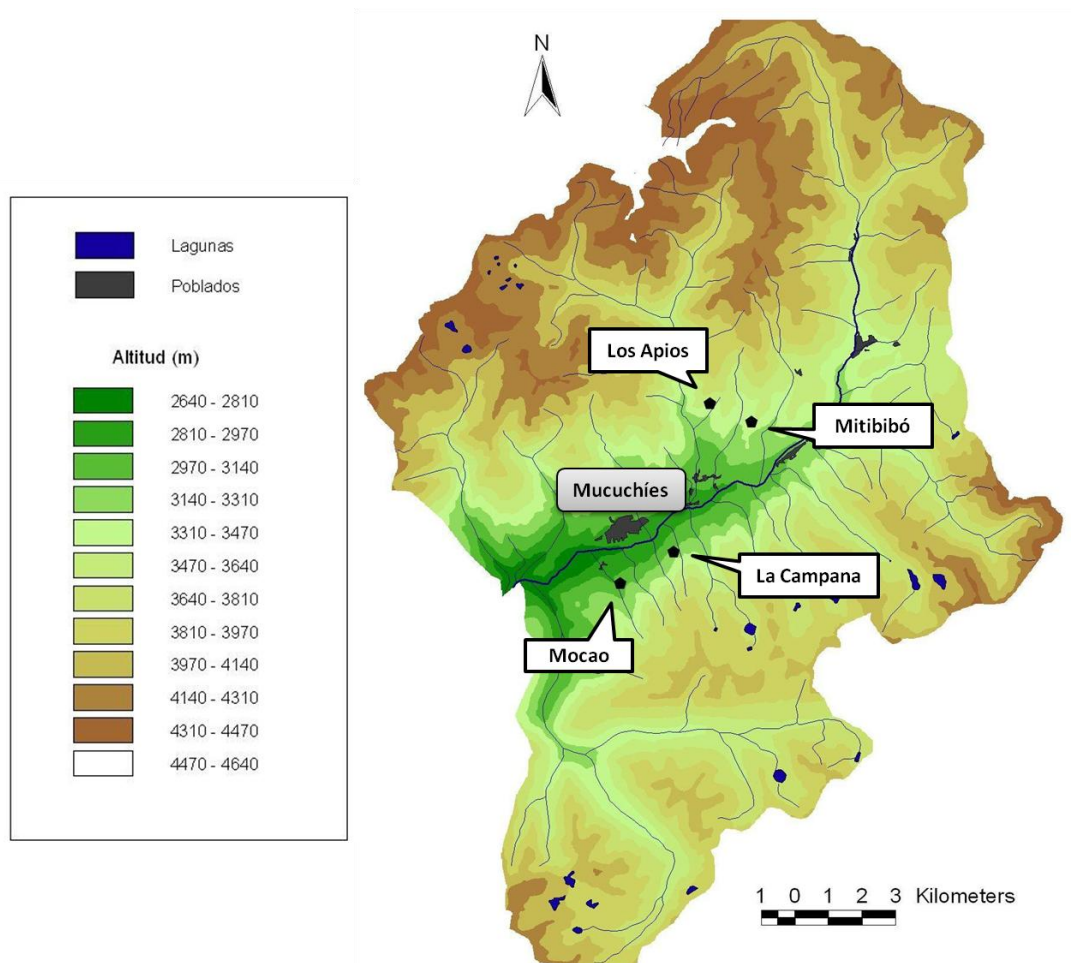 N
Lagunas
Poblados
Altitud (m)
2640 - 2810
2810 - 2970
2970 - 3140
3140 - 3310
3310 - 3470
3470 - 3640
3640 - 3810
3810 - 3970
3970 - 4140
4140 - 4310
4310 - 4470
4470 - 4640
Los Apios
Mitibibó
Mucuchíes
La Campana
Mocao
1 0 1 2 3 Kilometers